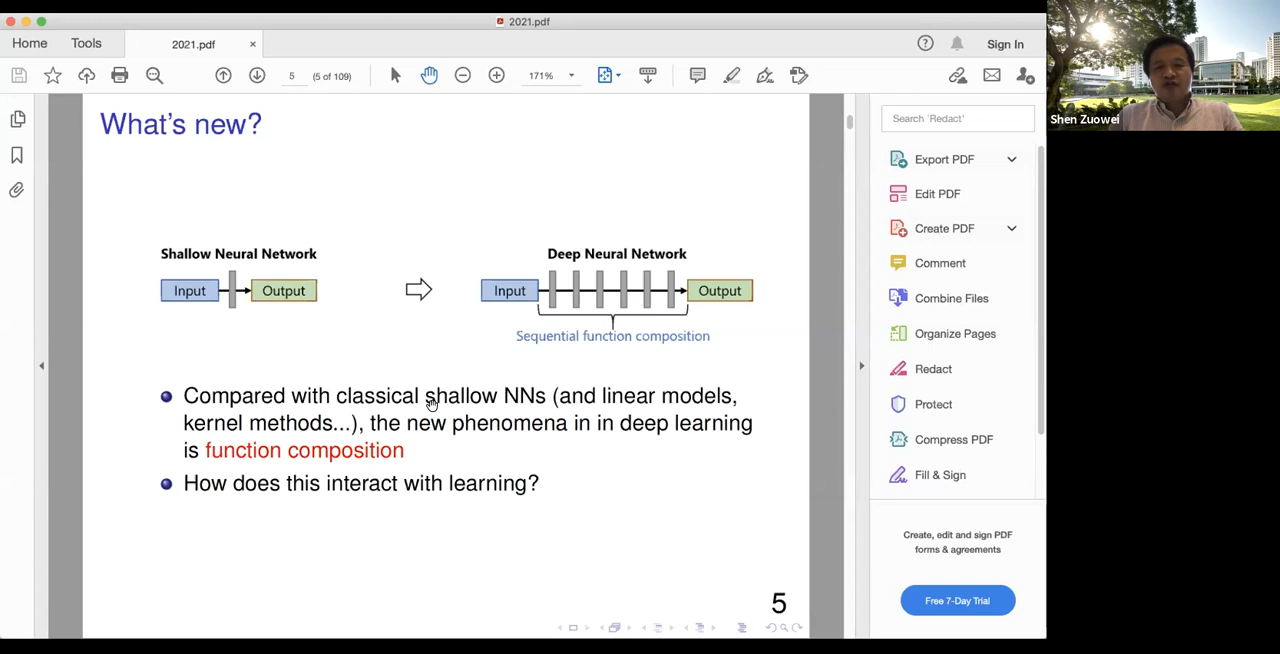 2021.pdf
Home
Tools
2021.pdf
×
Sign In
5
(5 of 109)
171%
What's new?
Shallow Neural Network
Deep Neural Network
Input
Output
Input
Output
Sequential function composition
Compared with classical shallow NNs (and linear models,
kernel methods...), the new phenomena in in deep learning
is function composition
How does this interact with learning?
5
Search 'Redact'
Export PDF
Edit PDF
Create PDF
Comment
Combine Files
Organize Pages
Redact
Protect
Compress PDF
Fill & Sign
Create, edit and sign PDF
forms & agreements
Free 7-Day Trial
Shen Zuowei